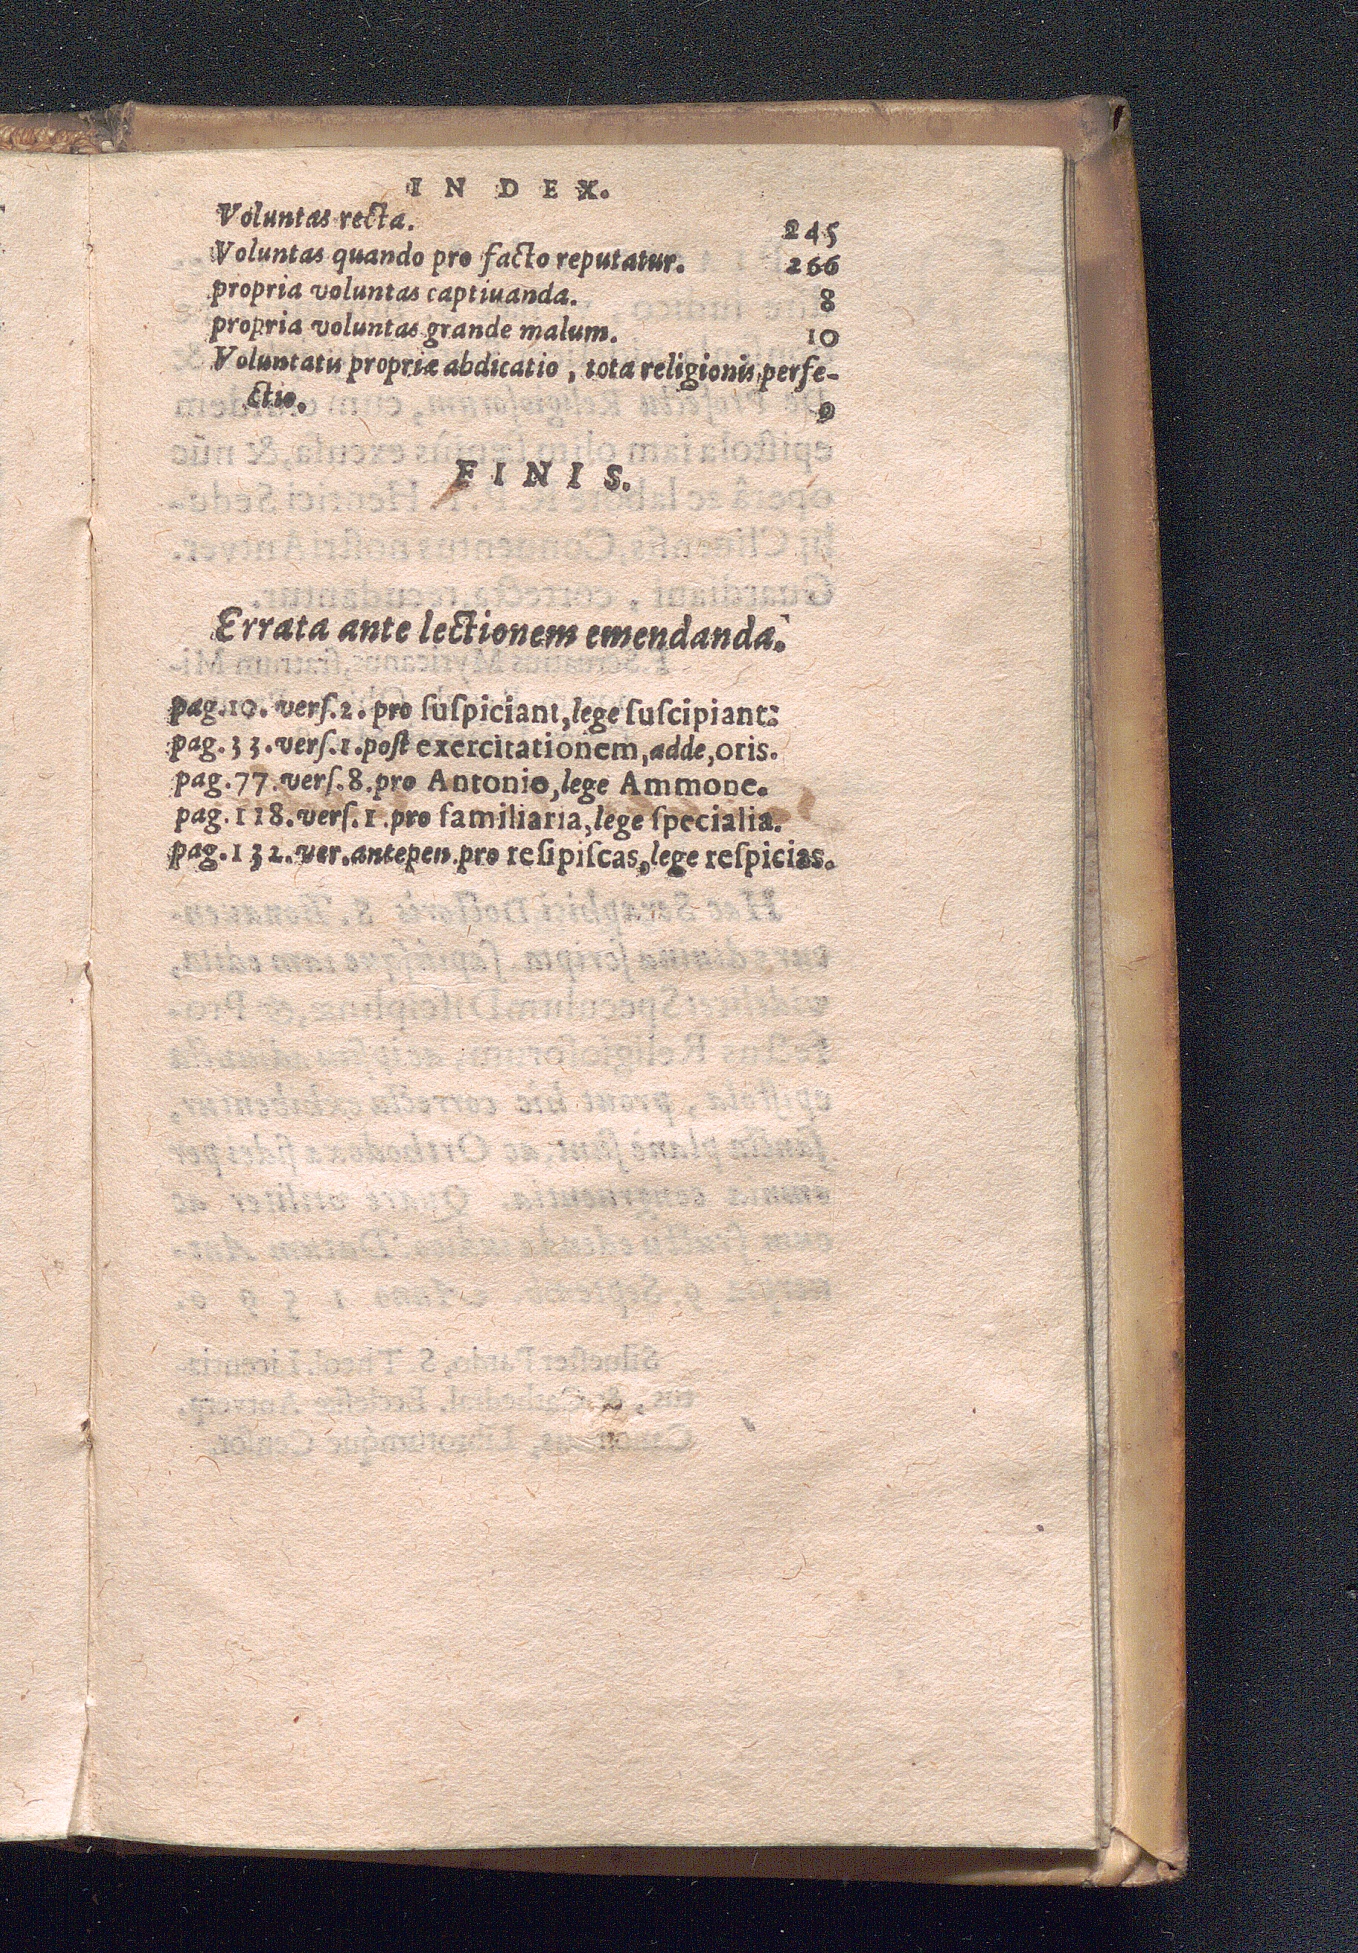 INDEX.
Voluntas recta. 245
Voluntas quando pro facto reputatur. 266
propria voluntas captiuanda. 8
propria voluntas grande malum. 10
Voluntatis propriæ abdicatio, tota religionis perfe-
ctio. 9
FINIS.
Errata ante lectionem emendanda.
pag.10. verſ.2. pro ſuſpiciant, lege ſuſcipiant:
pag.33.verſ.1.poſt exercitationem, adde, oris.
pag.77.verſ.8.pro Antonio, lege Ammone.
pag.118.verſ.1.pro familiaria, lege ſpecialia.
pag.132.ver.antepen.pro reſipiſcas, lege reſpicias.